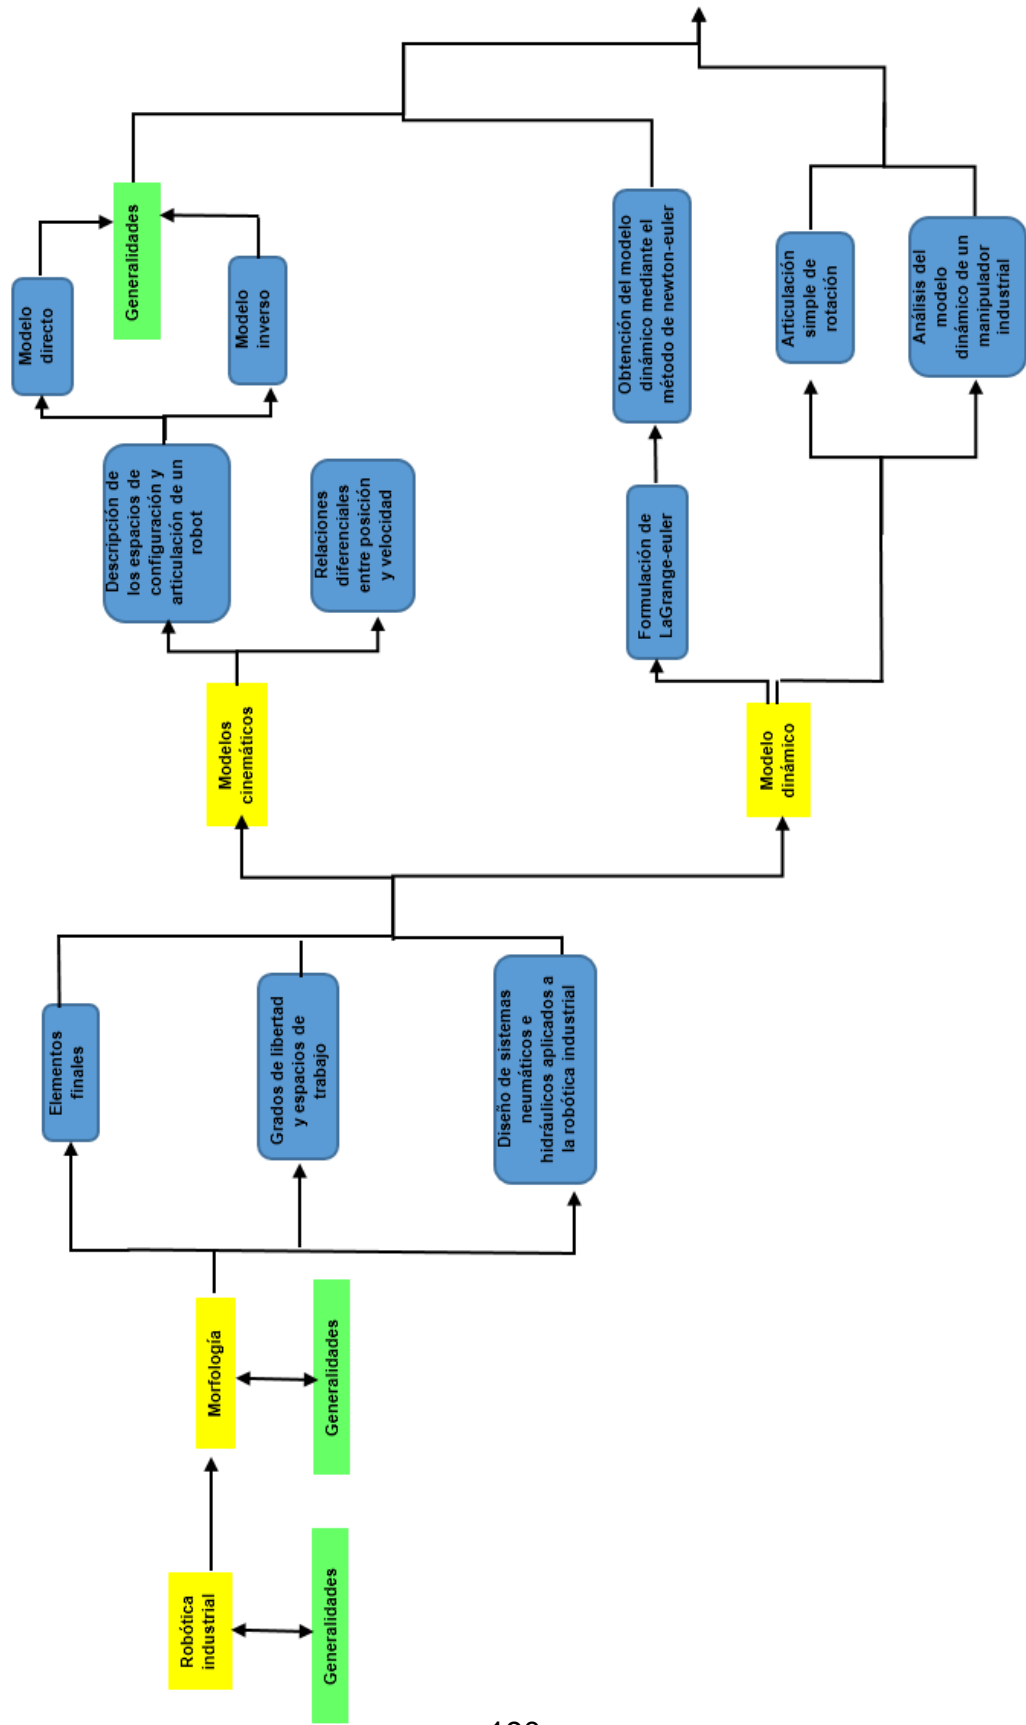 Robótica
industrial
Generalidades
Morfología
Generalidades
Elementos
finales
Grados de libertad
y espacios de
trabajo
Diseño de sistemas
neumáticos e
hidráulicos aplicados a
la robótica industrial
Modelos
cinemáticos
Descripción de
los espacios de
configuración y
articulación de un
robot
Relaciones
diferenciales
entre posición
y velocidad
Modelo
directo
Modelo
inverso
Generalidades
Modelo
dinámico
Formulación de
LaGrange-euler
Obtención del modelo
dinámico mediante el
método de newton-euler
Articulación
simple de
rotación
Análisis del
modelo
dinámico de un
manipulador
industrial